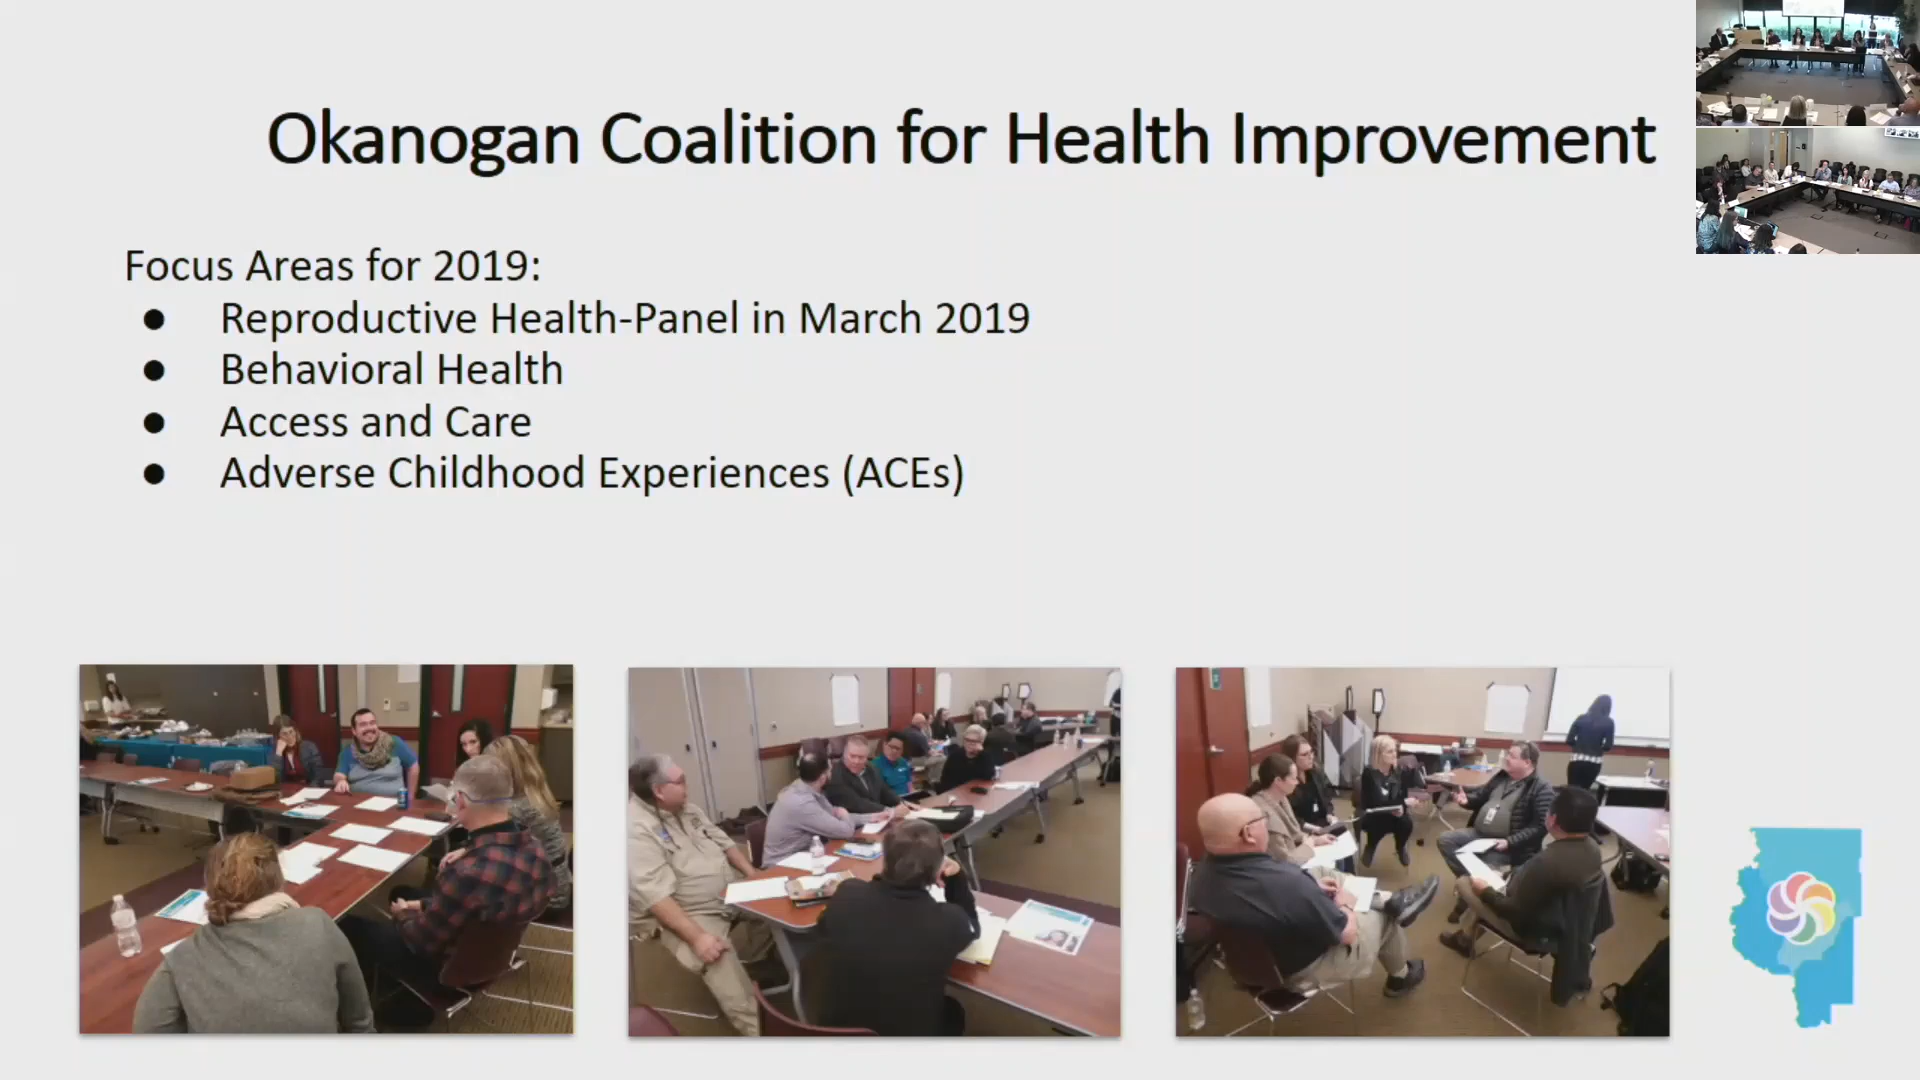 Okanogan Coalition for Health Improvement
Focus Areas for 2019:
● Reproductive Health-Panel in March 2019
● Behavioral Health
● Access and Care
● Adverse Childhood Experiences (ACEs)